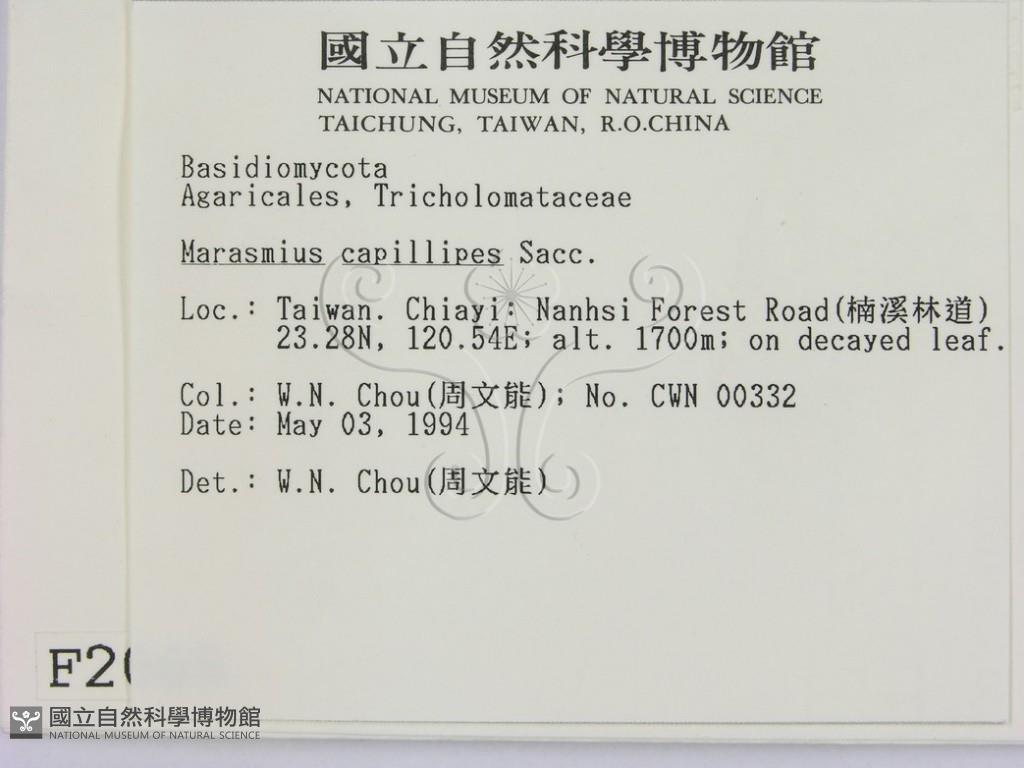 國立自然科學博物館
NATIONAL MUSEUM OF NATURAL SCIENCE
TAICHUNG, TAIWAN, R.O.CHINA
Basidiomycota
Agaricales, Tricholomataceae
Marasmius capillipes Sacc.
Loc.: Taiwan. Chiayi: Nanhsi Forest Road(楠溪林道)
23.28N, 120.54E; alt. 1700m; on decayed leaf.
Col.: W.N. Chou(周文能); No. CWN 00332
Date: May 03, 1994
Det.: W.N. Chou(周文能)
國立自然科學博物館
NATIONAL MUSEUM OF NATURAL SCIENCE